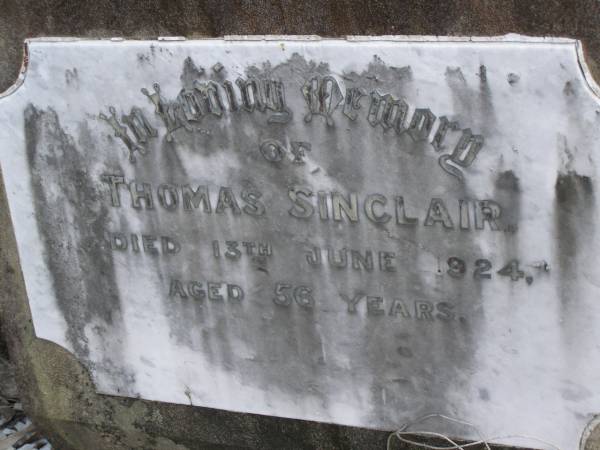 In Loving Memory
OF
THOMAS SINCLAIR.
DIED 13TH JUNE 1924,
AGED 56 YEARS.